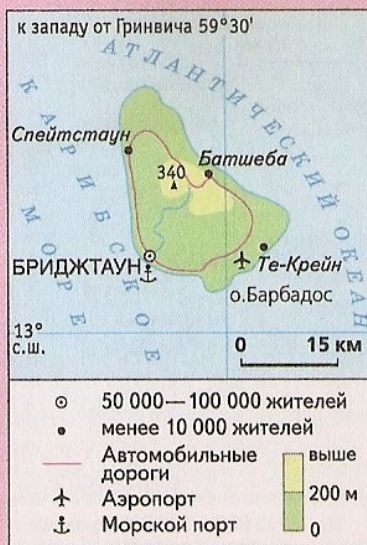 к западу от Гринвича 59°30'
АТЛАНТИЧЕСКИЙ ОКЕАН
КАРИБСКОЕ
МОРЕ
Спейтстаун
340
Батшеба
БРИДЖТАУН
Те-Крейн
о.Барбадос
13°
с.ш.
0 15 км
50 000—100 000 жителей
менее 10 000 жителей
Автомобильные
дороги
Аэропорт
Морской порт
выше
200 м
0